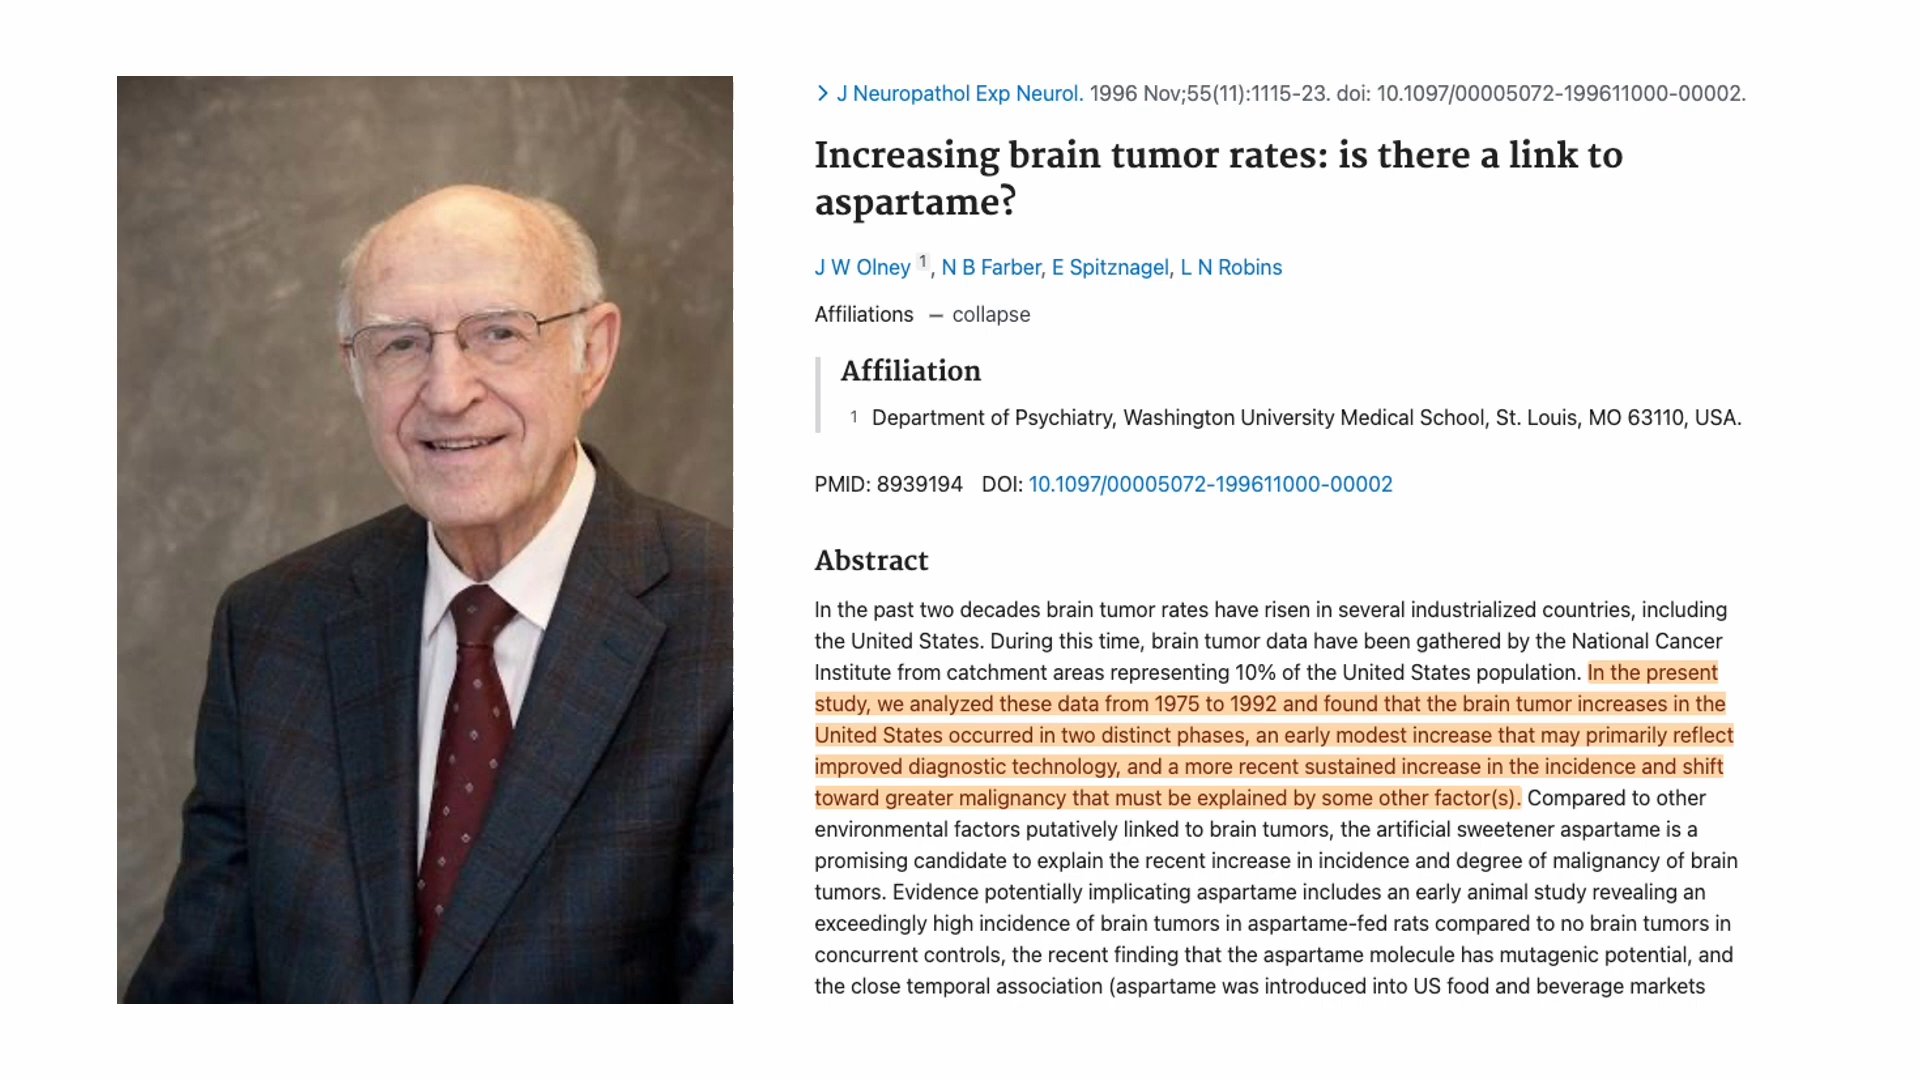 > J Neuropathol Exp Neurol. 1996 Nov;55(11):1115-23. doi: 10.1097/00005072-199611000-00002.
Increasing brain tumor rates: is there a link to
aspartame?
J W Olney 1, N B Farber, E Spitznagel, L N Robins
Affiliations — collapse
Affiliation
1 Department of Psychiatry, Washington University Medical School, St. Louis, MO 63110, USA.
PMID: 8939194 DOI: 10.1097/00005072-199611000-00002
Abstract
In the past two decades brain tumor rates have risen in several industrialized countries, including
the United States. During this time, brain tumor data have been gathered by the National Cancer
Institute from catchment areas representing 10% of the United States population. In the present
study, we analyzed these data from 1975 to 1992 and found that the brain tumor increases in the
United States occurred in two distinct phases, an early modest increase that may primarily reflect
improved diagnostic technology, and a more recent sustained increase in the incidence and shift
toward greater malignancy that must be explained by some other factor(s). Compared to other
environmental factors putatively linked to brain tumors, the artificial sweetener aspartame is a
promising candidate to explain the recent increase in incidence and degree of malignancy of brain
tumors. Evidence potentially implicating aspartame includes an early animal study revealing an
exceedingly high incidence of brain tumors in aspartame-fed rats compared to no brain tumors in
concurrent controls, the recent finding that the aspartame molecule has mutagenic potential, and
the close temporal association (aspartame was introduced into US food and beverage markets